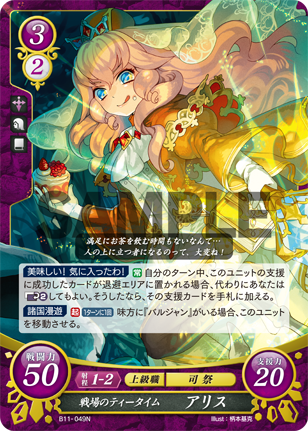 3
2
SAMPLE
満足にお茶を飲む時間もないなんて…
人の上に立つ者になるのって、大変ね!
美味しい!気に入ったわ! 常 自分のターン中、このユニットの支援
に成功したカードが退避エリアに置かれる場合、代わりにあなたは
2してもよい。そうしたなら、その支援カードを手札に加える。
諸国漫遊 起 1ターンに1回 味方に『バルジャン』がいる場合、このユニット
を移動させる。
戦闘力
50
射程 1-2 上級職 司祭
支援力
20
戦場のティータイム アリス
B11-049N
Illust:柄本基克